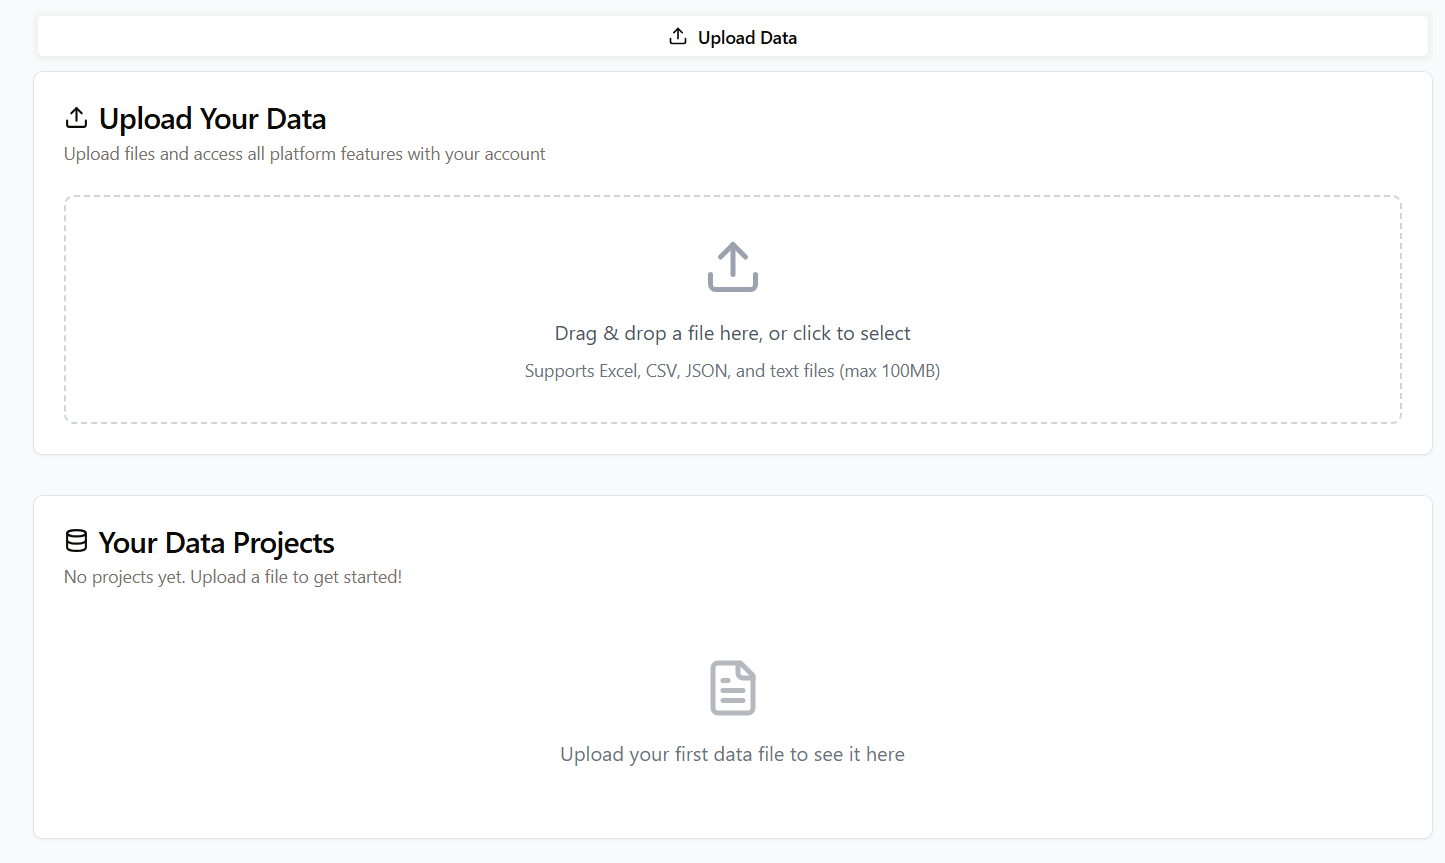 Upload Data
Upload Your Data
Upload files and access all platform features with your account
Drag & drop a file here, or click to select
Supports Excel, CSV, JSON, and text files (max 100MB)
Your Data Projects
No projects yet. Upload a file to get started!
Upload your first data file to see it here